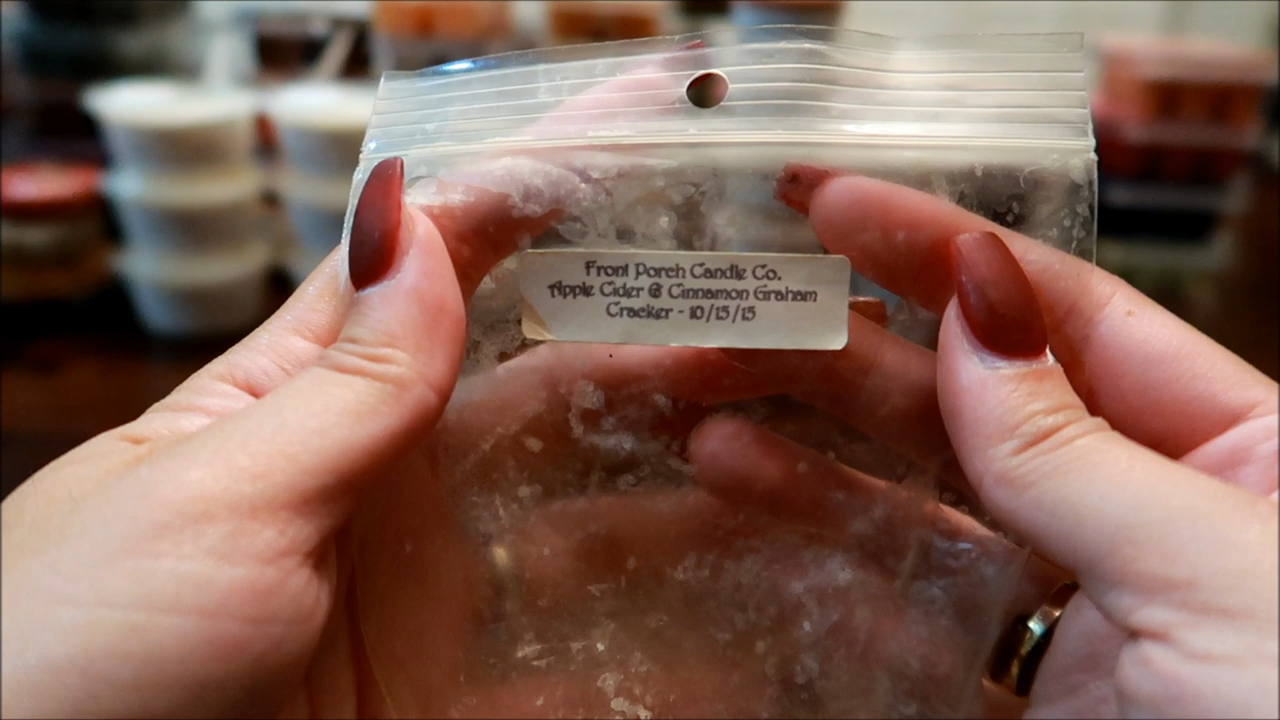 Front Porch Candle Co.
Apple Cider @ Cinnamon Graham
Cracker - 10/15/15